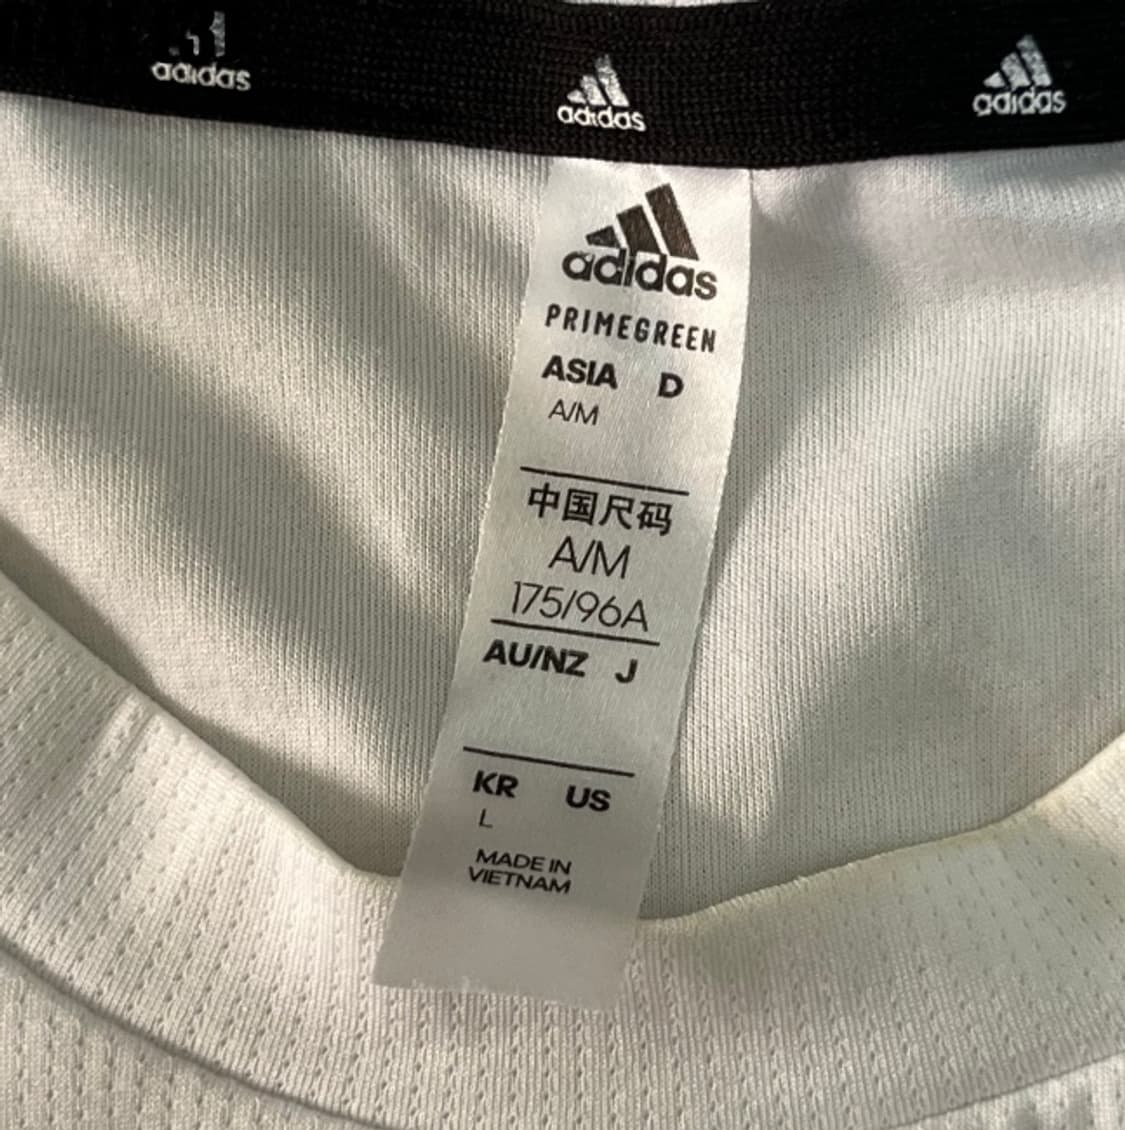 adidas
adidas
adidas
adidas
PRIMEGREEN
ASIA D
A/M
中国尺码
A/M
175/96A
AU/NZ J
KR US
L
MADE IN
VIETNAM